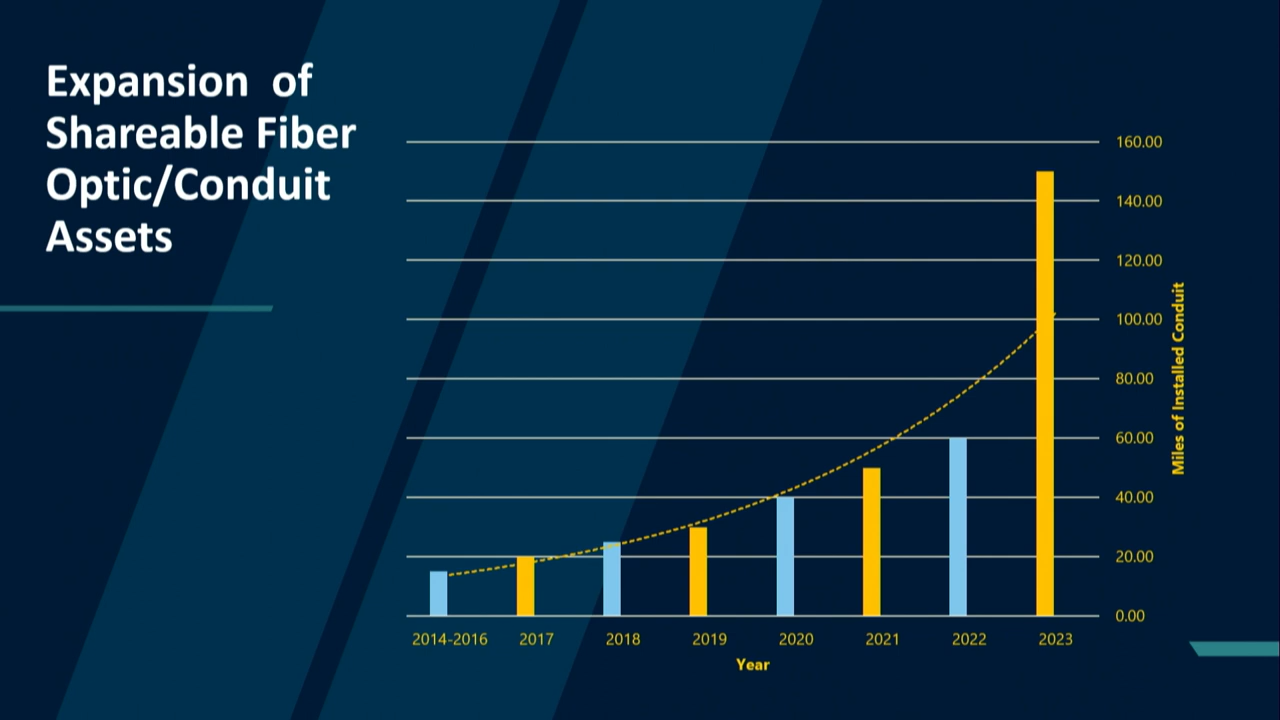 Expansion of
Shareable Fiber
Optic/Conduit
Assets
160.00
140.00
120.00
100.00
80.00
60.00
40.00
20.00
0.00
Miles of Installed Conduit
2014-2016 2017 2018 2019 2020 2021 2022 2023
Year